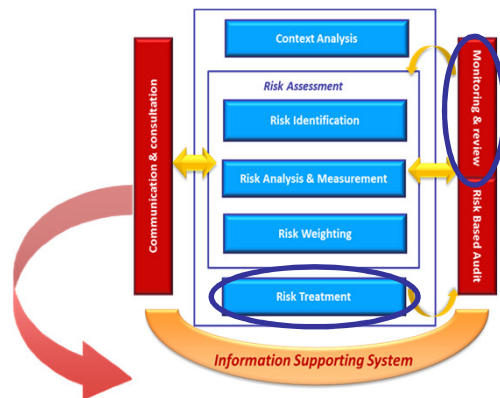 Context Analysis
Risk Assessment
Risk Identification
Risk Analysis & Measurement
Risk Weighting
Risk Treatment
Communication & consultation
Monitoring & review
Risk Based Audit
Information Supporting System